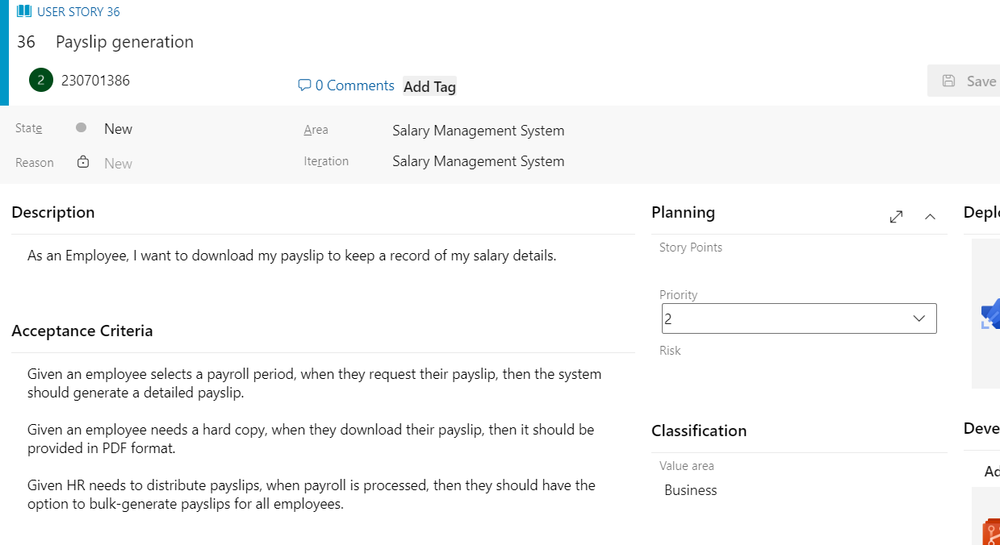 USER STORY 36
36 Payslip generation
2 230701386
0 Comments Add Tag
Save
State New
Area Salary Management System
Reason New
Iteration Salary Management System
Description
As an Employee, I want to download my payslip to keep a record of my salary details.
Acceptance Criteria
Given an employee selects a payroll period, when they request their payslip, then the system
should generate a detailed payslip.
Given an employee needs a hard copy, when they download their payslip, then it should be
provided in PDF format.
Given HR needs to distribute payslips, when payroll is processed, then they should have the
option to bulk-generate payslips for all employees.
Planning
Story Points
Priority
2
Risk
Classification
Value area
Business